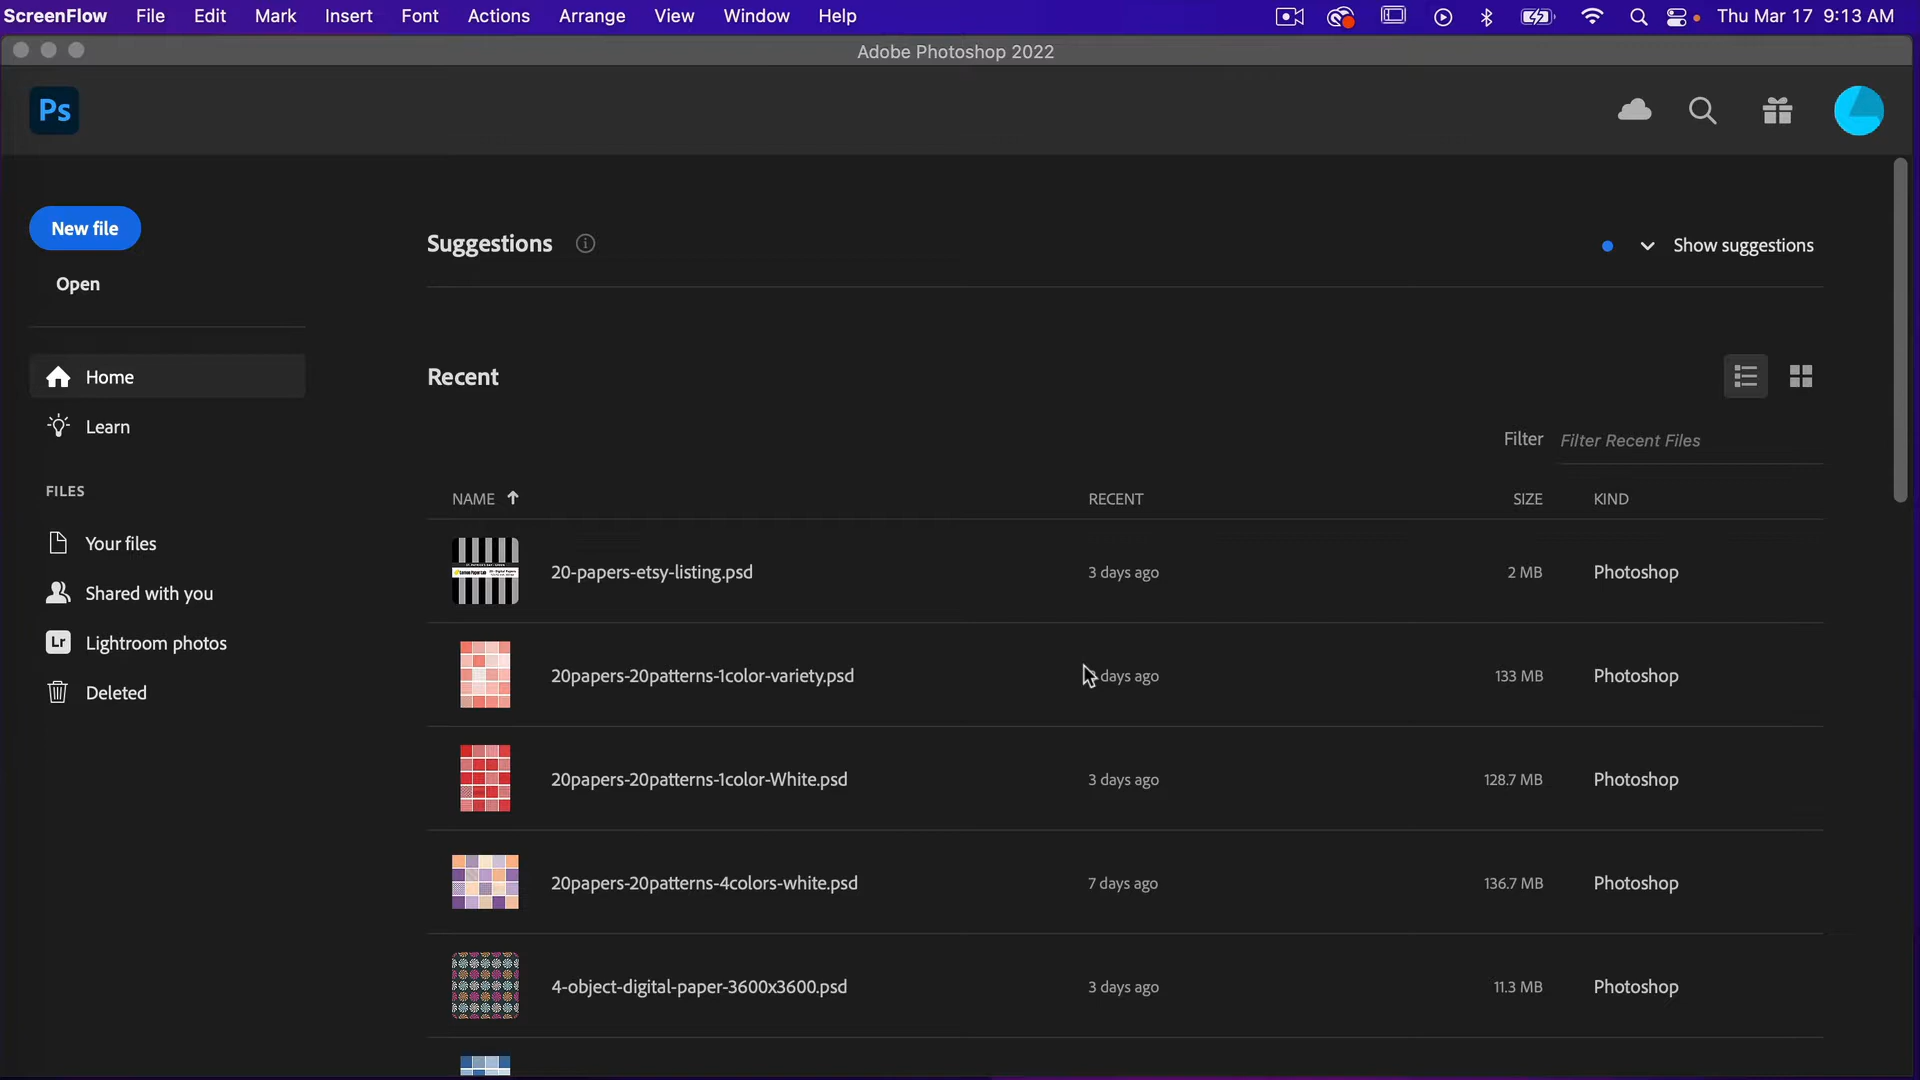 ScreenFlow File Edit Mark Insert Font Actions Arrange View Window Help Thu Mar 17 9:13 AM
Adobe Photoshop 2022
Ps
New file
Open
Suggestions
Show suggestions
Home
Learn
Recent
Filter Filter Recent Files
FILES
Your files
Shared with you
Lr Lightroom photos
Deleted
NAME RECENT SIZE KIND
20-papers-etsy-listing.psd 3 days ago 2 MB Photoshop
20papers-20patterns-1color-variety.psd days ago 133 MB Photoshop
20papers-20patterns-1color-White.psd 3 days ago 128.7 MB Photoshop
20papers-20patterns-4colors-white.psd 7 days ago 136.7 MB Photoshop
4-object-digital-paper-3600x3600.psd 3 days ago 11.3 MB Photoshop